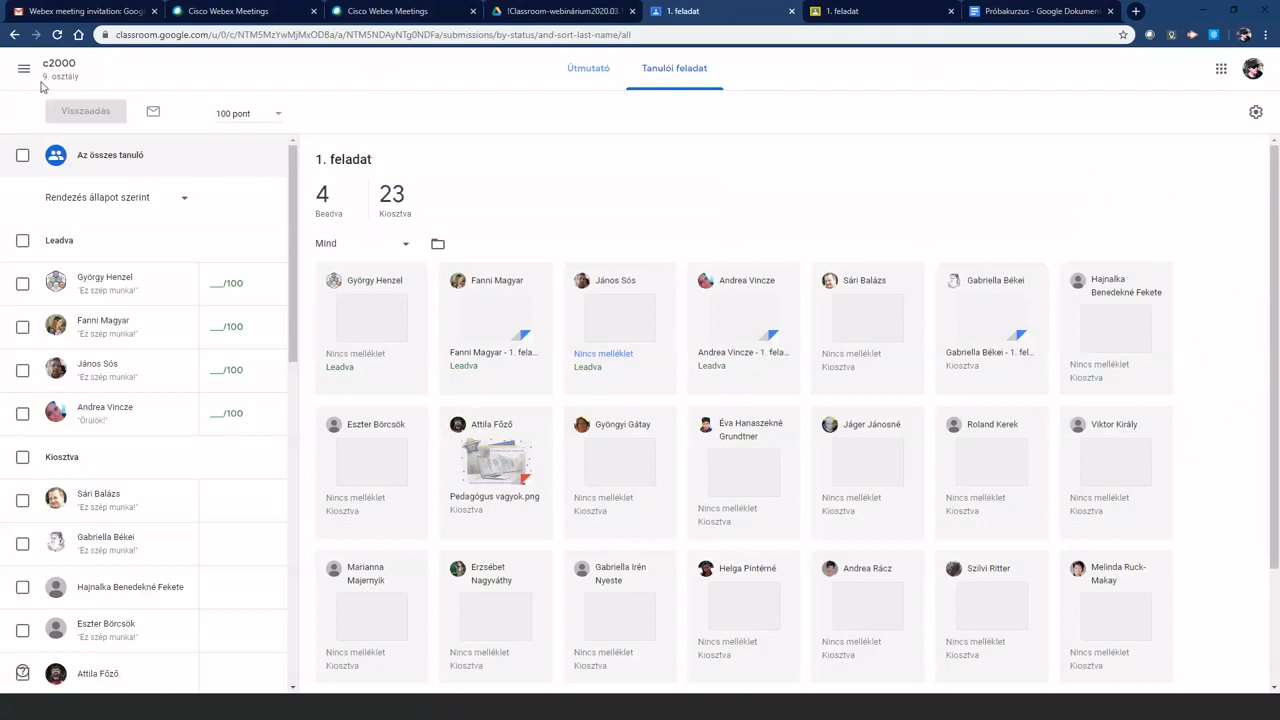 Webex meeting invitation: Goog
Cisco Webex Meetings
Cisco Webex Meetings
!Classroom-webinárium2020.03.
1. feladat
1. feladat
Próbakurzus - Google Dokument
classroom.google.com/u/0/c/NTM5MzYwMjMxODBa/a/NTM5NDAyNTg0NDFa/submissions/by-status/and-sort-last-name/all
c2000
9. osztály
Útmutató
Tanulói feladat
Visszaadás
100 pont
Az összes tanuló
Rendezés állapot szerint
Leadva
György Henzel
"Ez szép munka!"
___/100
Fanni Magyar
"Ez szép munka!"
___/100
János Sós
"Ez szép munka!"
___/100
Andrea Vincze
"Örülök!"
___/100
Kiosztva
Sári Balázs
"Ez szép munka!"
Gabriella Békei
"Ez szép munka!"
Hajnalka Benedekné Fekete
Eszter Börcsök
"Ez szép munka!"
Attila Főző
1. feladat
4
23
Beadva
Kiosztva
Mind
György Henzel
Nincs melléklet
Leadva
Fanni Magyar
Fanni Magyar - 1. fela...
Leadva
János Sós
Nincs melléklet
Leadva
Andrea Vincze
Andrea Vincze - 1. fela...
Leadva
Sári Balázs
Nincs melléklet
Kiosztva
Gabriella Békei
Gabriella Békei - 1. fel...
Kiosztva
Hajnalka
Benedekné Fekete
Nincs melléklet
Kiosztva
Eszter Börcsök
Nincs melléklet
Kiosztva
Attila Főző
Pedagógus vagyok.png
Kiosztva
Gyöngyi Gátay
Nincs melléklet
Kiosztva
Éva Hanaszekné
Grundtner
Nincs melléklet
Kiosztva
Jáger Jánosné
Nincs melléklet
Kiosztva
Roland Kerek
Nincs melléklet
Kiosztva
Viktor Király
Nincs melléklet
Kiosztva
Marianna
Majernyik
Nincs melléklet
Kiosztva
Erzsébet
Nagyváthy
Nincs melléklet
Kiosztva
Gabriella Irén
Nyeste
Nincs melléklet
Kiosztva
Helga Pintérné
Nincs melléklet
Kiosztva
Andrea Rácz
Nincs melléklet
Kiosztva
Szilvi Ritter
Nincs melléklet
Kiosztva
Melinda Ruck-
Makay
Nincs melléklet
Kiosztva